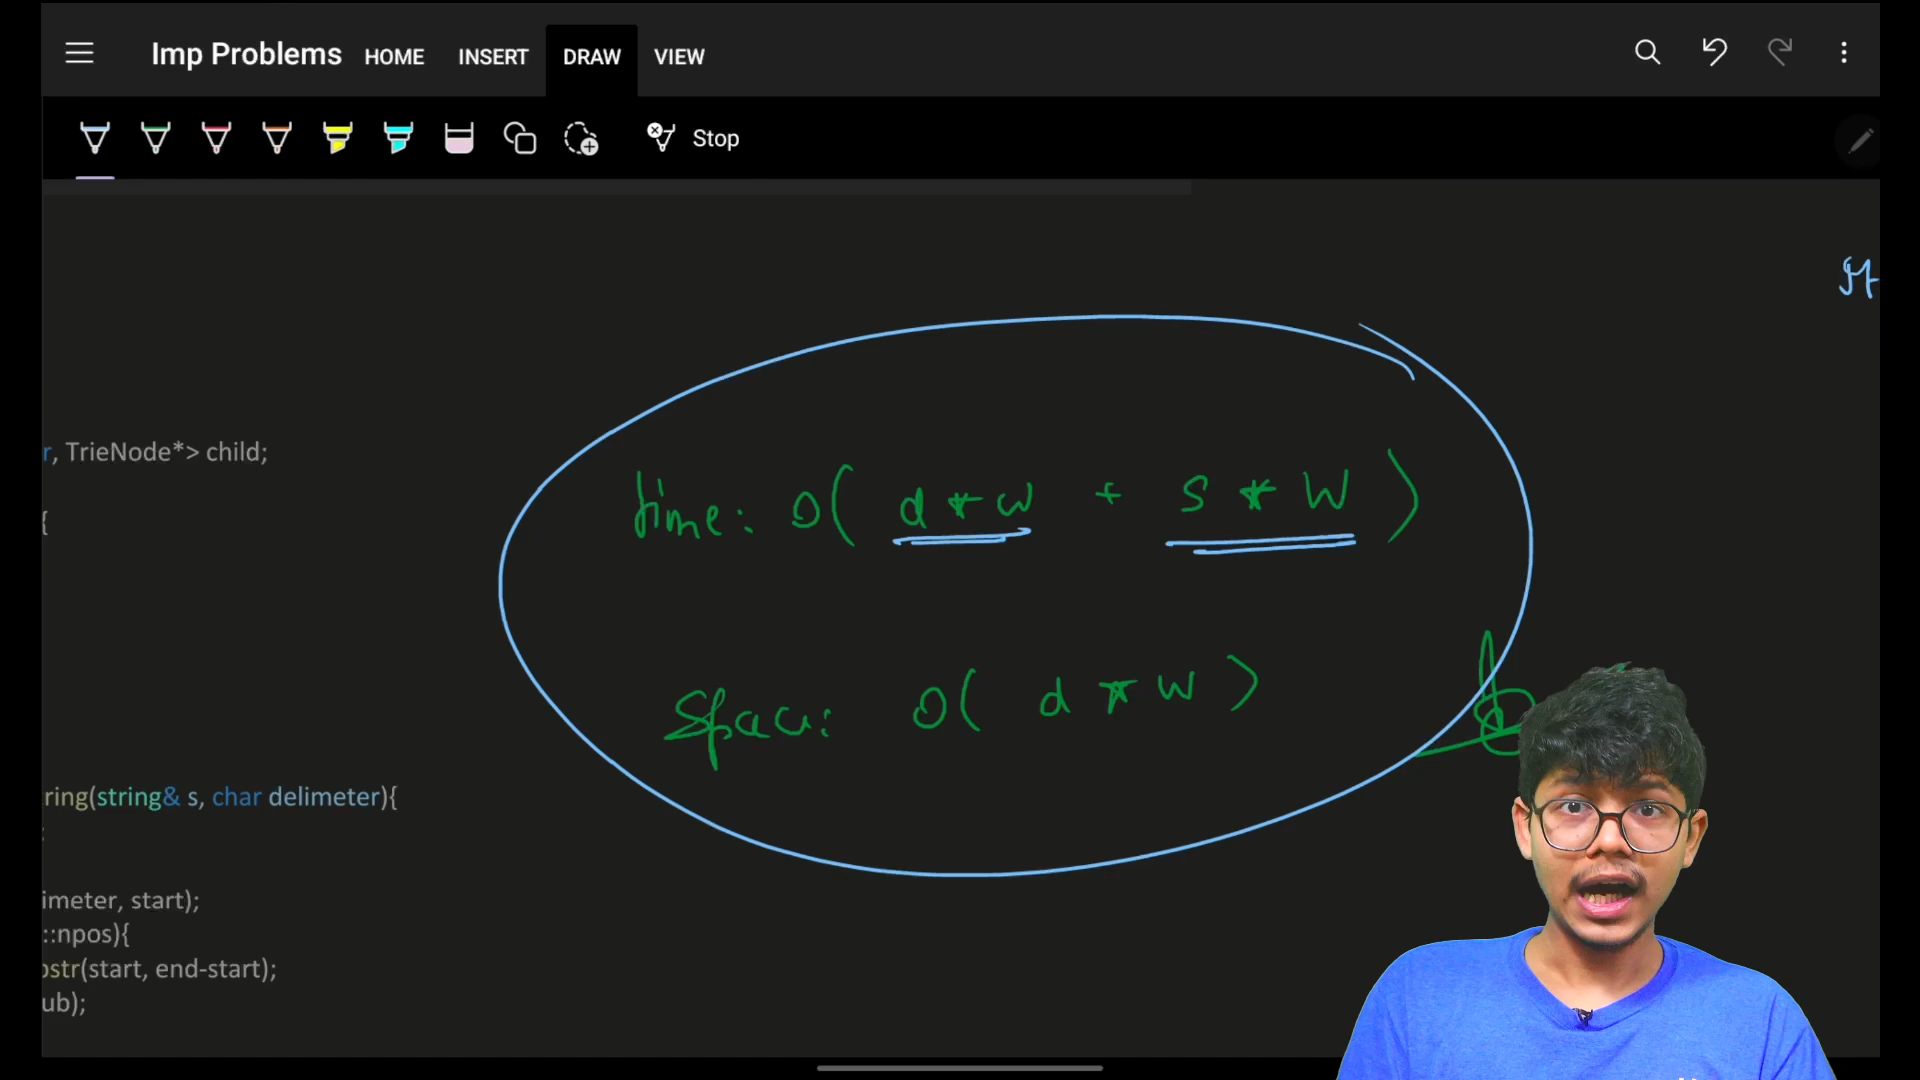 Imp Problems HOME INSERT DRAW VIEW
Stop
r, TrieNode*> child;
{
time: O( d * w + s * W )
Space: O( d * w )
ring(string& s, char delimeter){
imeter, start);
::npos){
ostr(start, end-start);
ub);